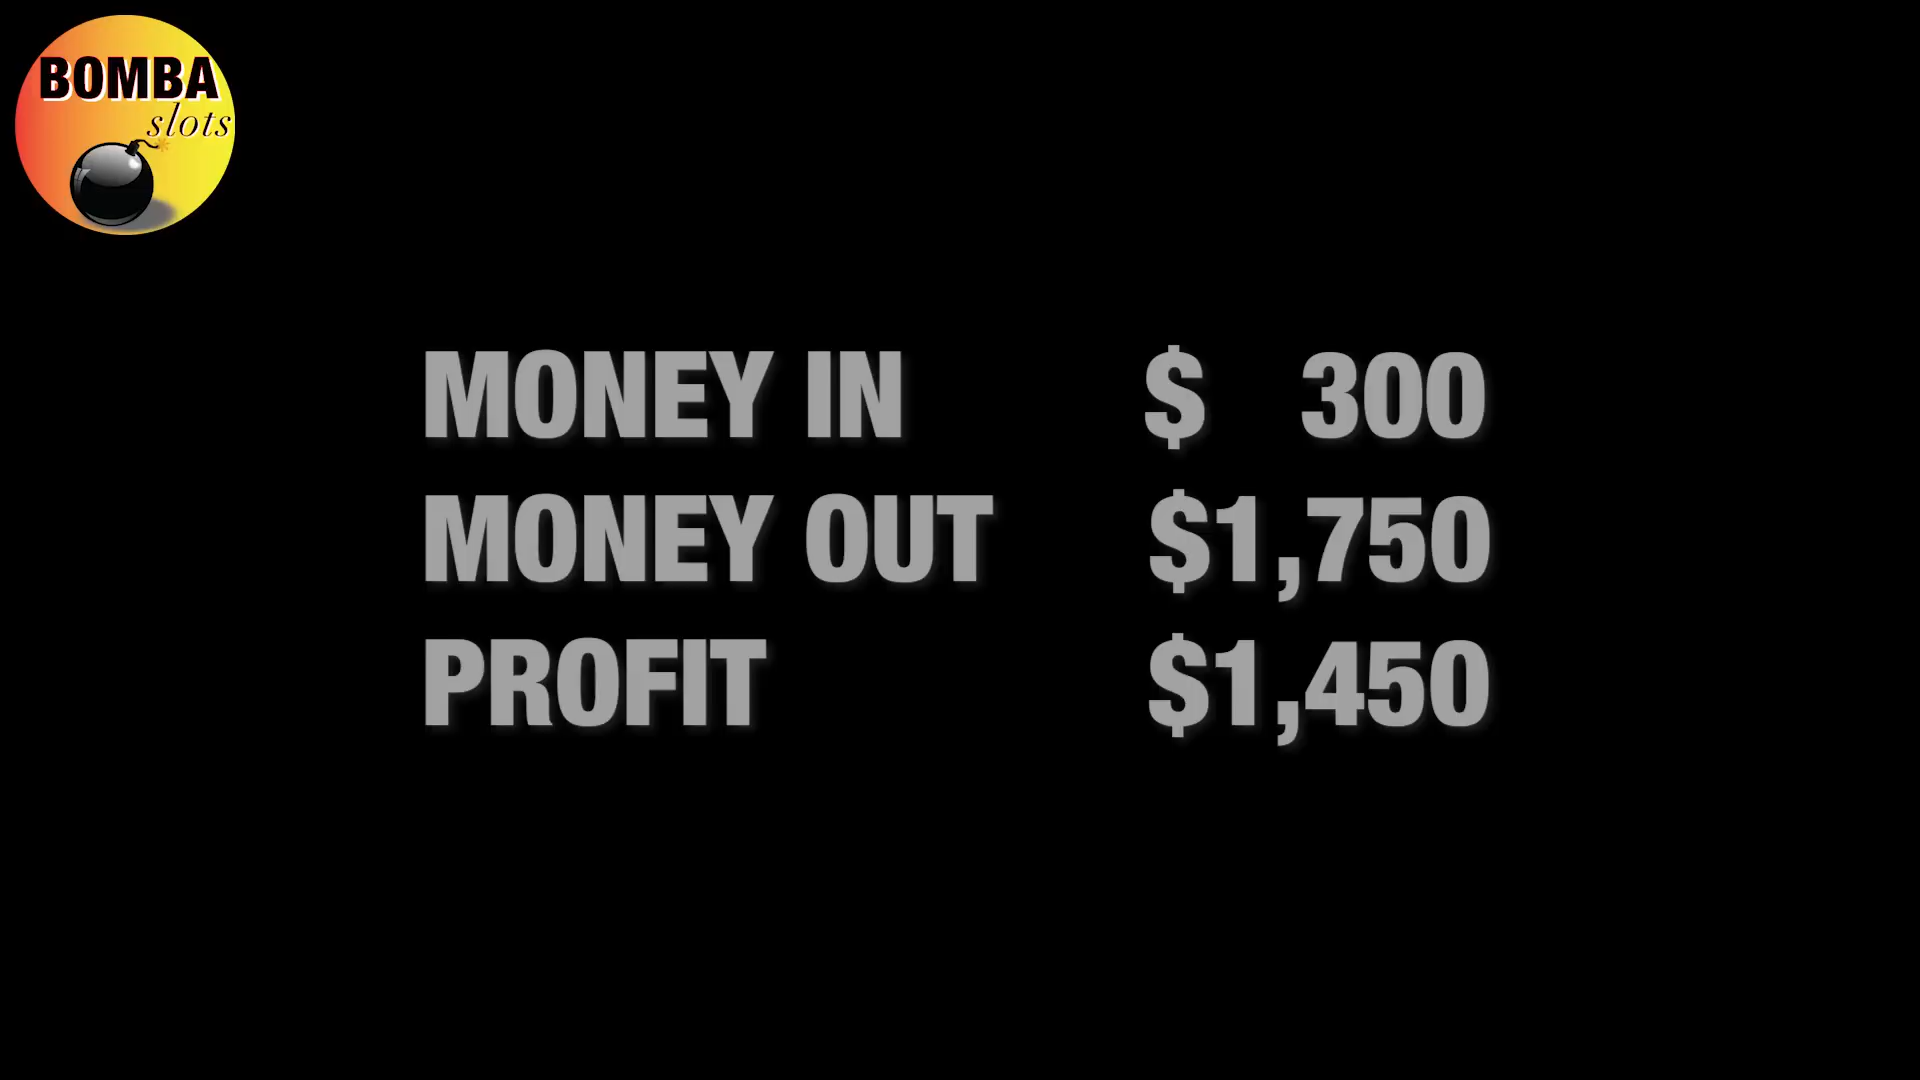 BOMBA
slots
MONEY IN $ 300
MONEY OUT $1,750
PROFIT $1,450